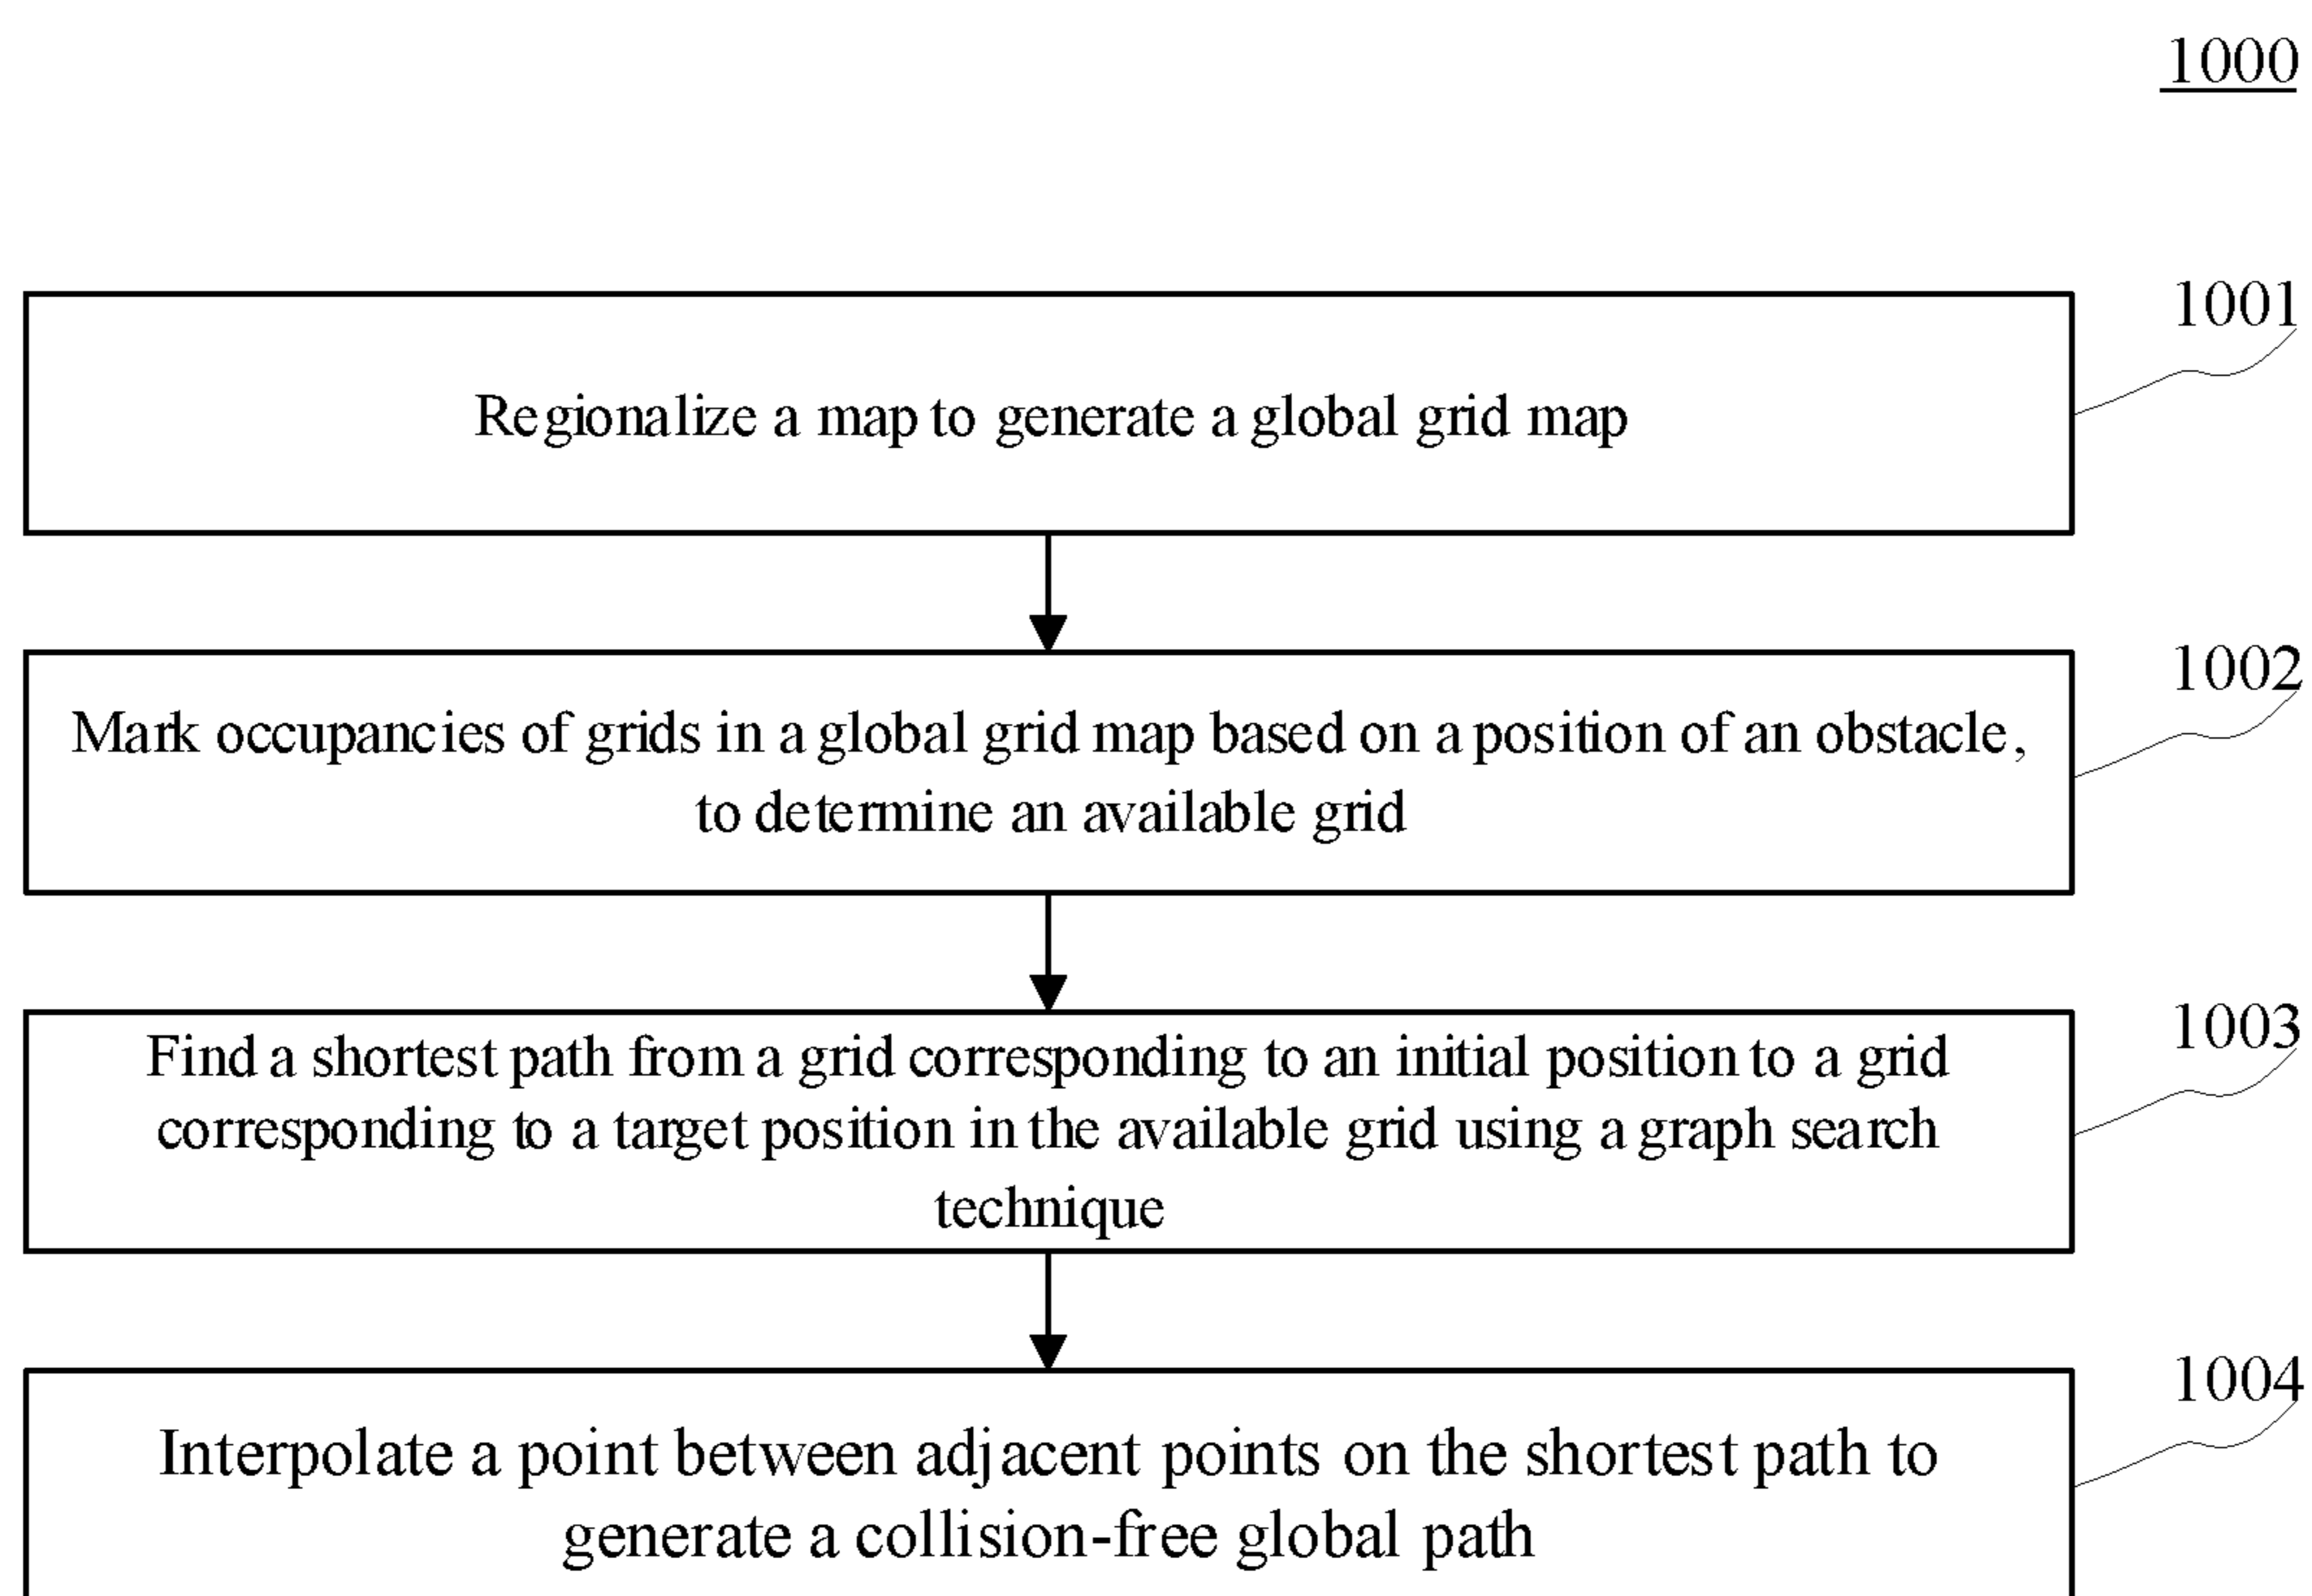 1000
1001
Regionalize a map to generate a global grid map
1002
Mark occupancies of grids in a global grid map based on a position of an obstacle,
to determine an available grid
1003
Find a shortest path from a grid corresponding to an initial position to a grid
corresponding to a target position in the available grid using a graph search
technique
1004
Interpolate a point between adjacent points on the shortest path to
generate a collision-free global path